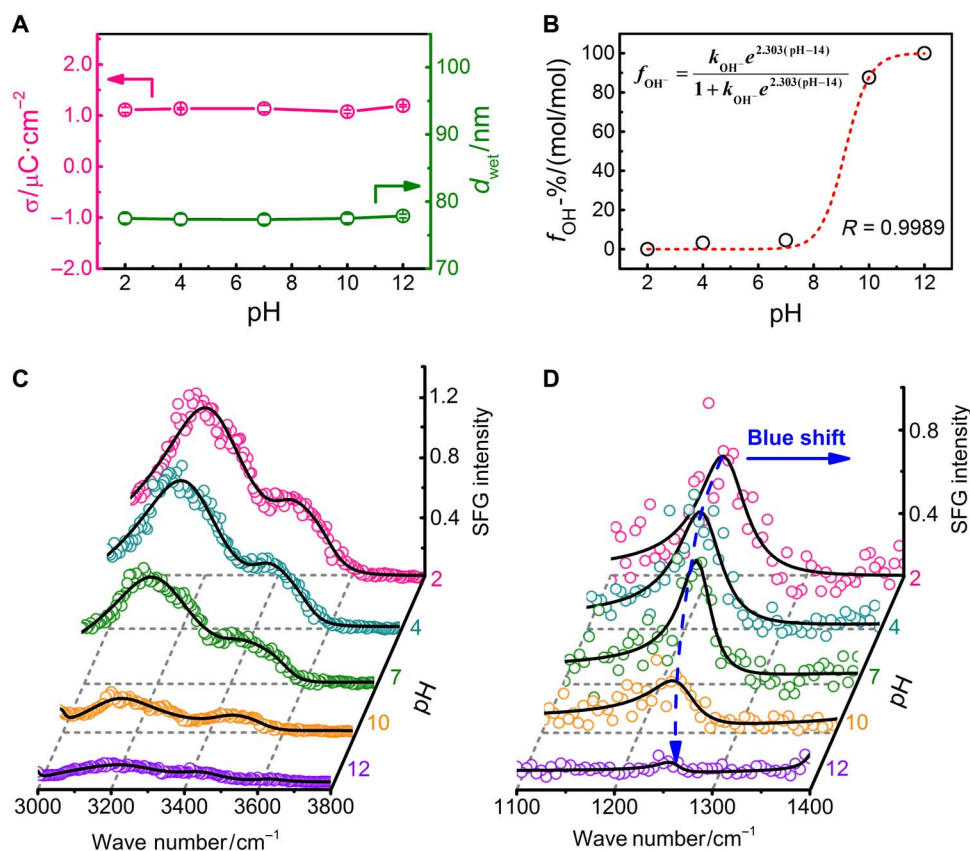 A
2.0
1.0
0.0
−1.0
−2.0
σ/μC·cm⁻²
100
90
80
70
d_wet/nm
2 4 6 8 10 12
pH
B
100
80
60
40
20
0
f_OH⁻%/(mol/mol)
f_OH⁻ = k_OH⁻ e^2.303(pH−14) / 1 + k_OH⁻ e^2.303(pH−14)
R = 0.9989
2 4 6 8 10 12
pH
C
1.2
0.4
SFG intensity
2
4
7
10
12
pH
3000 3200 3400 3600 3800
Wave number/cm⁻¹
D
Blue shift
0.8
0.4
SFG intensity
2
4
7
10
12
pH
1100 1200 1300 1400
Wave number/cm⁻¹